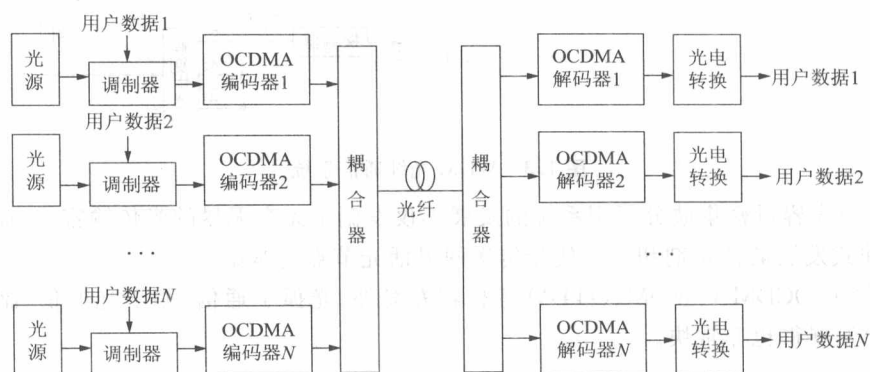 用户数据1
光源
调制器
OCDMA
编码器1
用户数据2
光源
调制器
OCDMA
编码器2
...
用户数据N
光源
调制器
OCDMA
编码器N
耦合器
光纤
耦合器
OCDMA
解码器1
光电
转换
用户数据1
OCDMA
解码器2
光电
转换
用户数据2
...
OCDMA
解码器N
光电
转换
用户数据N